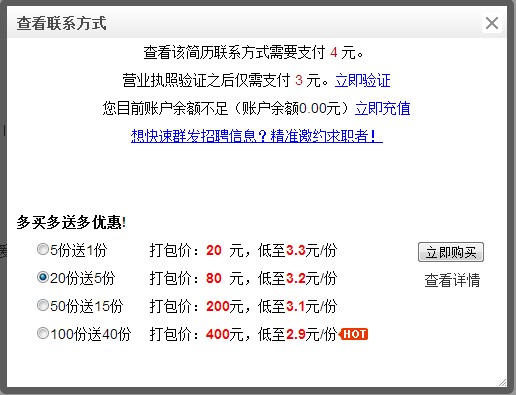 查看联系方式
查看该简历联系方式需要支付 4 元。
营业执照验证之后仅需支付 3 元。立即验证
您目前账户余额不足（账户余额0.00元）立即充值
想快速群发招聘信息？精准邀约求职者！
多买多送多优惠!
5份送1份 打包价：20 元，低至3.3元/份 立即购买
20份送5份 打包价：80 元，低至3.2元/份 查看详情
50份送15份 打包价：200元，低至3.1元/份
100份送40份 打包价：400元，低至2.9元/份 HOT